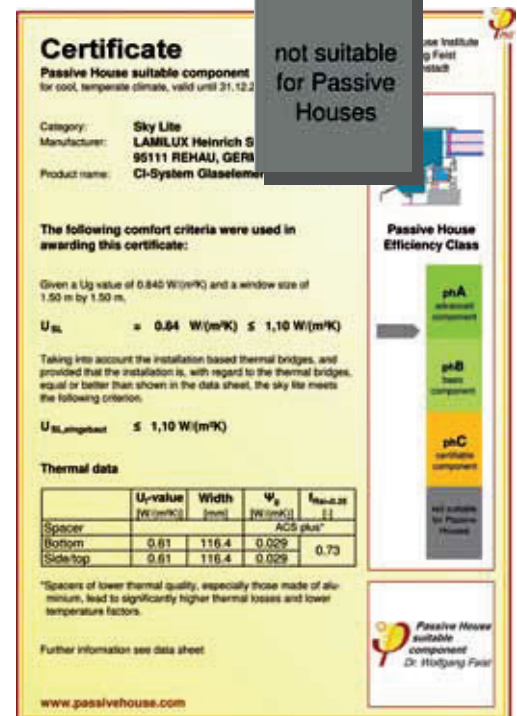 Certificate
Passive House suitable component
for cool, temperate climate, valid until 31.12.2
not suitable
for Passive
Houses
use Institute
g Feist
Category: Sky Lite
Manufacturer: LAMILUX Heinrich S
95111 REHAU,
Product name: CI-System
The following comfort criteria were used in
awarding this certificate:
Given a Ug value of 0.840 W/(m²K) and a window size of
1.50 m by 1.50 m,
U SL = 0.84 W/(m²K) ≤ 1,10 W/(m²K)
Taking into account the installation based thermal bridges, and
provided that the installation is, with regard to the thermal bridges,
equal or better than shown in the data sheet, the sky lite meets
the following criterion.
U SL,eingebaut ≤ 1,10 W/(m²K)
Thermal data
Uf-value Width Ψg fRsi=0.25
[W/(m²K)] [mm] [W/(mK)] [-]
Spacer ACS plus*
Bottom 0.61 116.4 0.029 0.73
Side/top 0.61 116.4 0.029
*Spacers of lower thermal quality, especially those made of alu-
minium, lead to significantly higher thermal losses and lower
temperature factors.
Further information see data sheet
www.passivehouse.com
Passive House
Efficiency Class
phA
advanced
component
phB
basic
component
phC
certifiable
component
not suitable
for Passive
Houses
Passive House
suitable
component
Dr. Wolfgang Feist